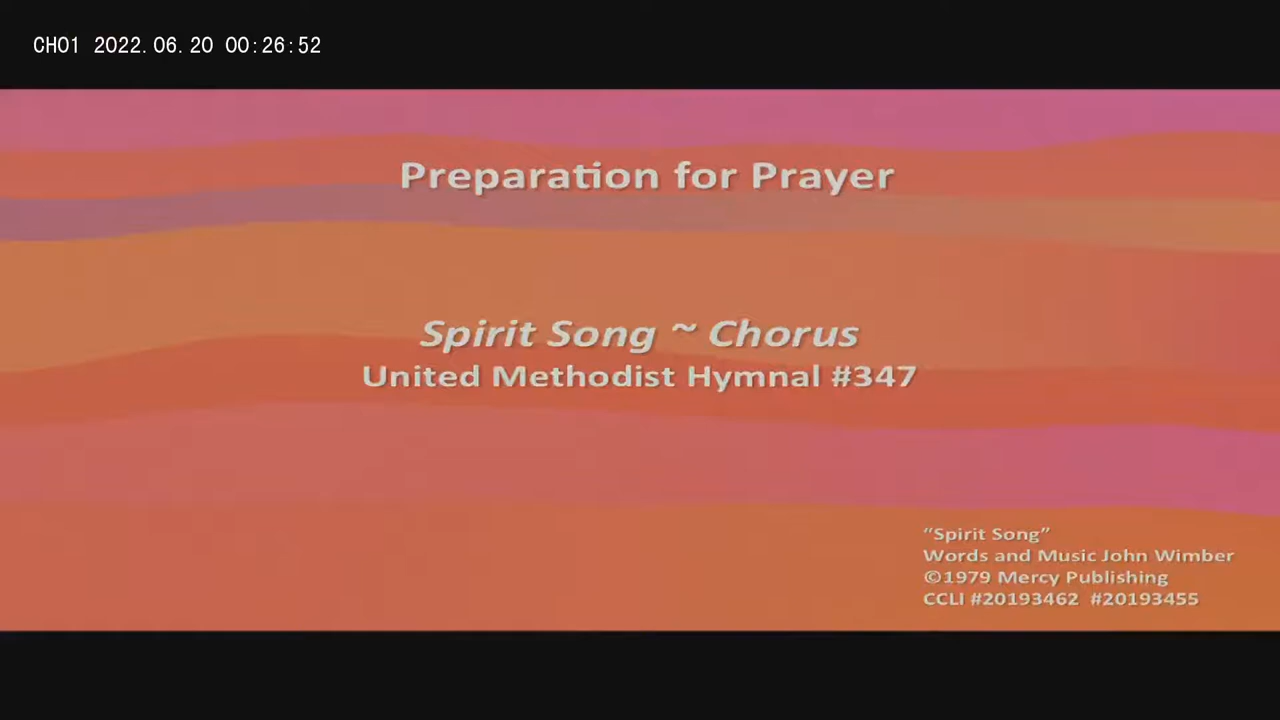 CH01 2022.06.20 00:26:52
Preparation for Prayer
Spirit Song ~ Chorus
United Methodist Hymnal #347
“Spirit Song”
Words and Music John Wimber
©1979 Mercy Publishing
CCLI #20193462 #20193455